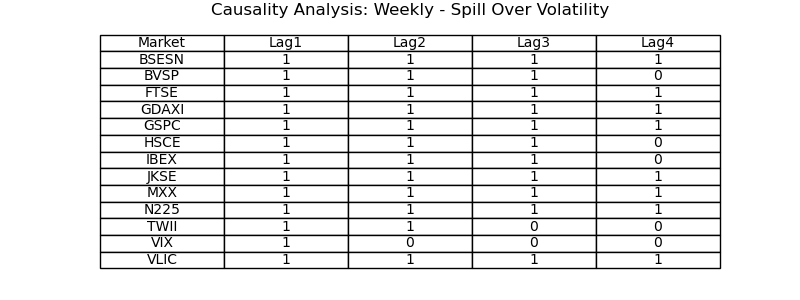 Causality Analysis: Weekly - Spill Over Volatility
Market Lag1 Lag2 Lag3 Lag4
BSESN 1 1 1 1
BVSP 1 1 1 0
FTSE 1 1 1 1
GDAXI 1 1 1 1
GSPC 1 1 1 1
HSCE 1 1 1 0
IBEX 1 1 1 0
JKSE 1 1 1 1
MXX 1 1 1 1
N225 1 1 1 1
TWII 1 1 0 0
VIX 1 0 0 0
VLIC 1 1 1 1